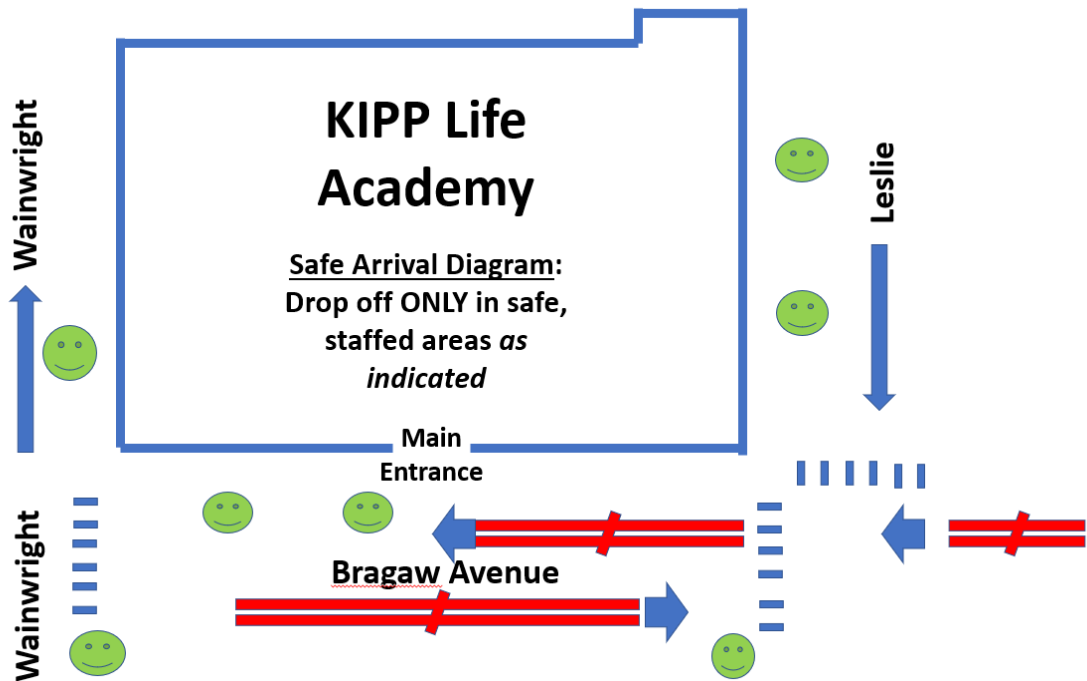 KIPP Life
Academy
Safe Arrival Diagram:
Drop off ONLY in safe,
staffed areas as
indicated
Main
Entrance
Wainwright
Leslie
Wainwright
Bragaw Avenue